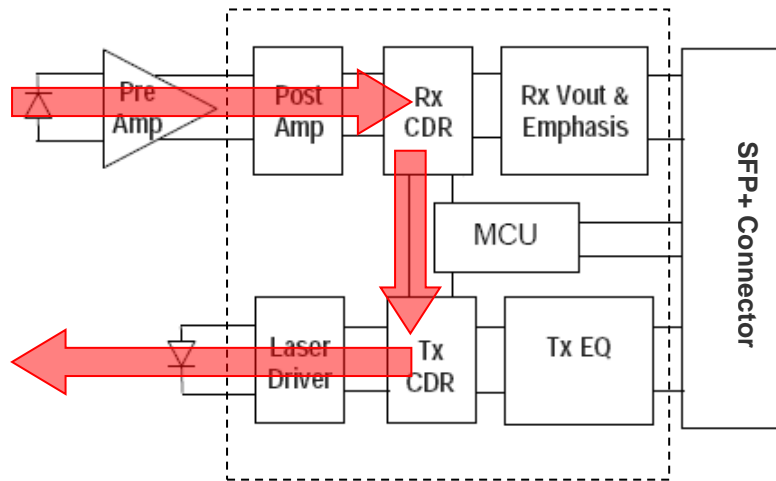 Pre
Amp
Post
Amp
Rx
CDR
Rx Vout &
Emphasis
SFP+ Connector
MCU
Laser
Driver
Tx
CDR
Tx EQ